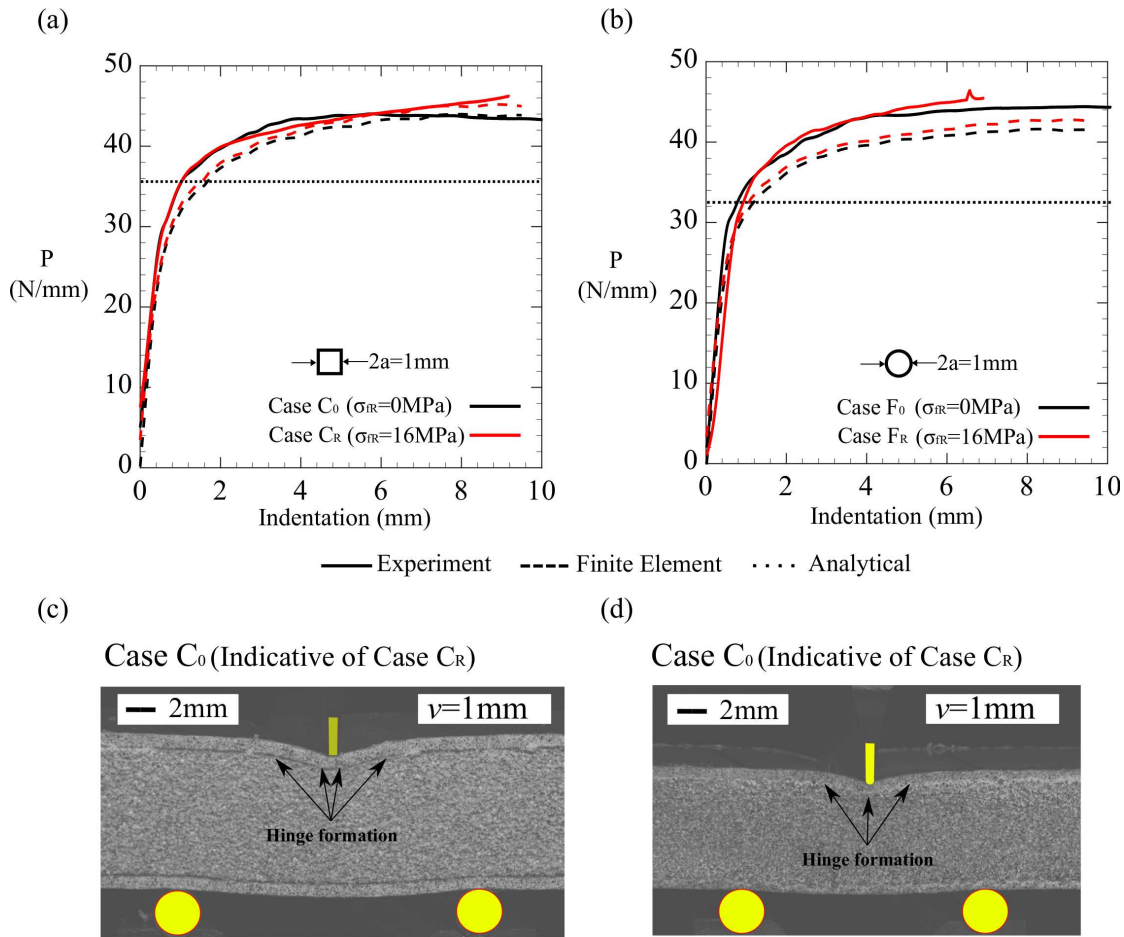 (a)
(b)
50
40
30
20
10
0
P
(N/mm)
2a=1mm
Case C₀ (σfR=0MPa)
Case CR (σfR=16MPa)
0 2 4 6 8 10
Indentation (mm)
50
40
30
20
10
0
P
(N/mm)
2a=1mm
Case F₀ (σfR=0MPa)
Case FR (σfR=16MPa)
0 2 4 6 8 10
Indentation (mm)
Experiment Finite Element Analytical
(c)
(d)
Case C₀ (Indicative of Case CR)
2mm
v=1mm
Hinge formation
Case C₀ (Indicative of Case CR)
2mm
v=1mm
Hinge formation